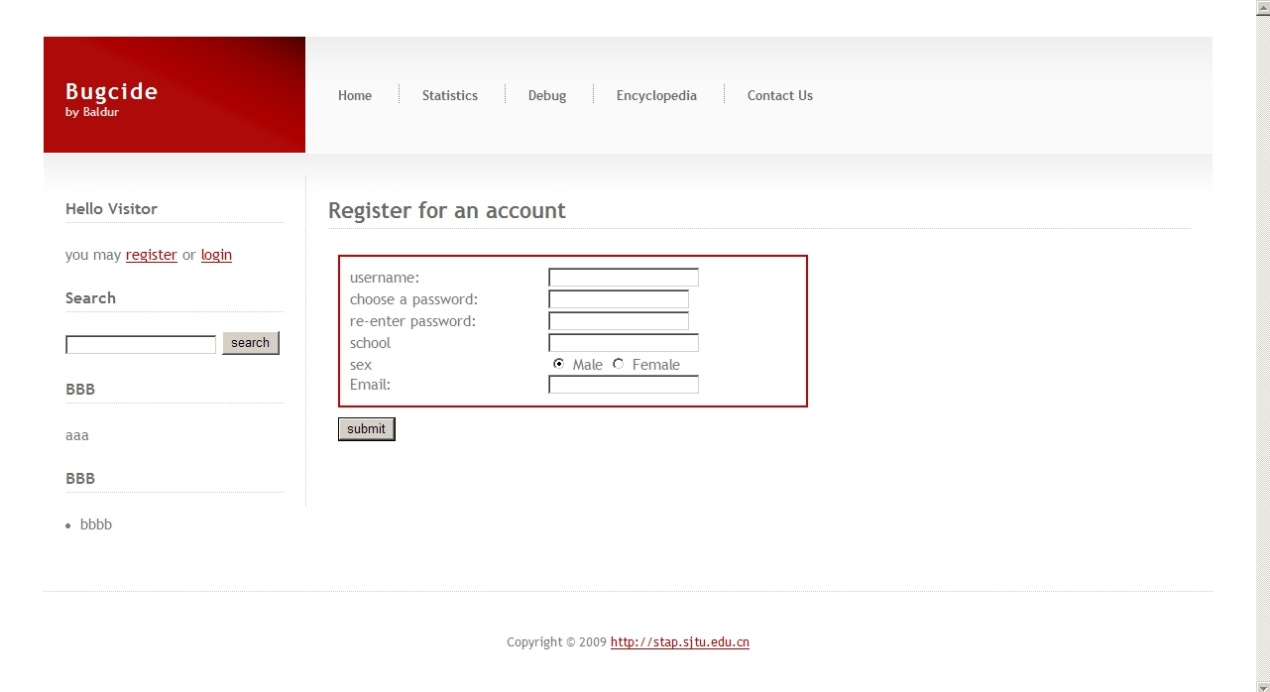 Bugcide
by Baldur
Home Statistics Debug Encyclopedia Contact Us
Hello Visitor
you may register or login
Search
search
BBB
aaa
BBB
bbbb
Register for an account
username:
choose a password:
re-enter password:
school
sex Male Female
Email:
submit
Copyright © 2009 http://stap.sjtu.edu.cn